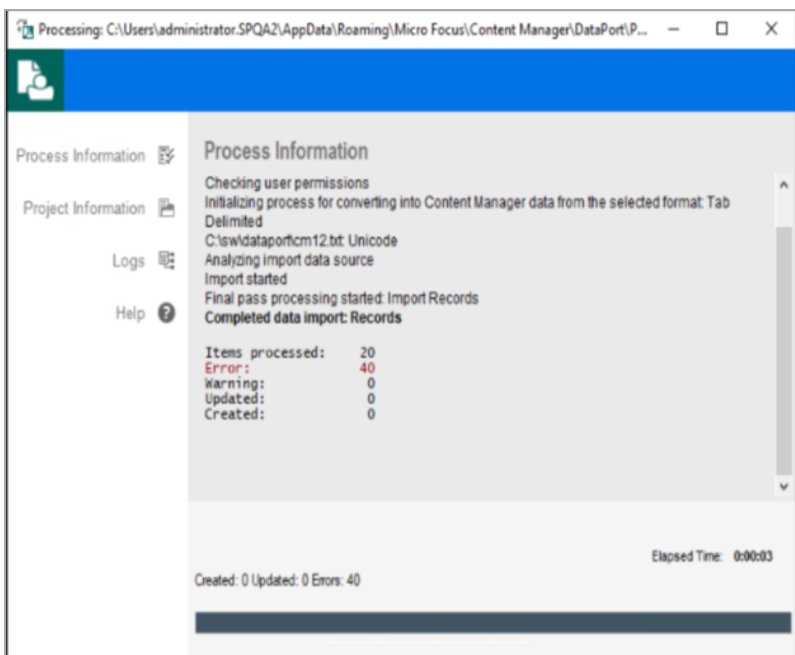 Processing: C:\Users\administrator.SPQA2\AppData\Roaming\Micro Focus\Content Manager\DataPort\P...
Process Information
Project Information
Logs
Help
Process Information
Checking user permissions
Initializing process for converting into Content Manager data from the selected format: Tab
Delimited
C:\sw\dataport\cm12.txt: Unicode
Analyzing import data source
Import started
Final pass processing started: Import Records
Completed data import: Records
Items processed: 20
Error: 40
Warning: 0
Updated: 0
Created: 0
Elapsed Time: 0:00:03
Created: 0 Updated: 0 Errors: 40